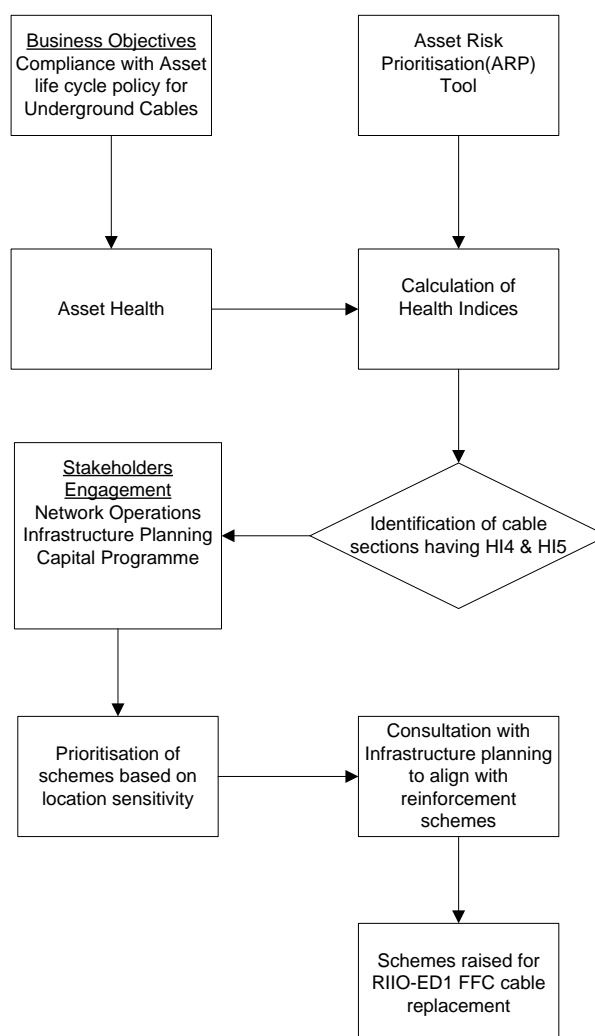 Business Objectives
Compliance with Asset
life cycle policy for
Underground Cables
Asset Risk
Prioritisation(ARP)
Tool
Asset Health
Calculation of
Health Indices
Stakeholders
Engagement
Network Operations
Infrastructure Planning
Capital Programme
Identification of cable
sections having HI4 & HI5
Prioritisation of
schemes based on
location sensitivity
Consultation with
Infrastructure planning
to align with
reinforcement
schemes
Schemes raised for
RIIO-ED1 FFC cable
replacement